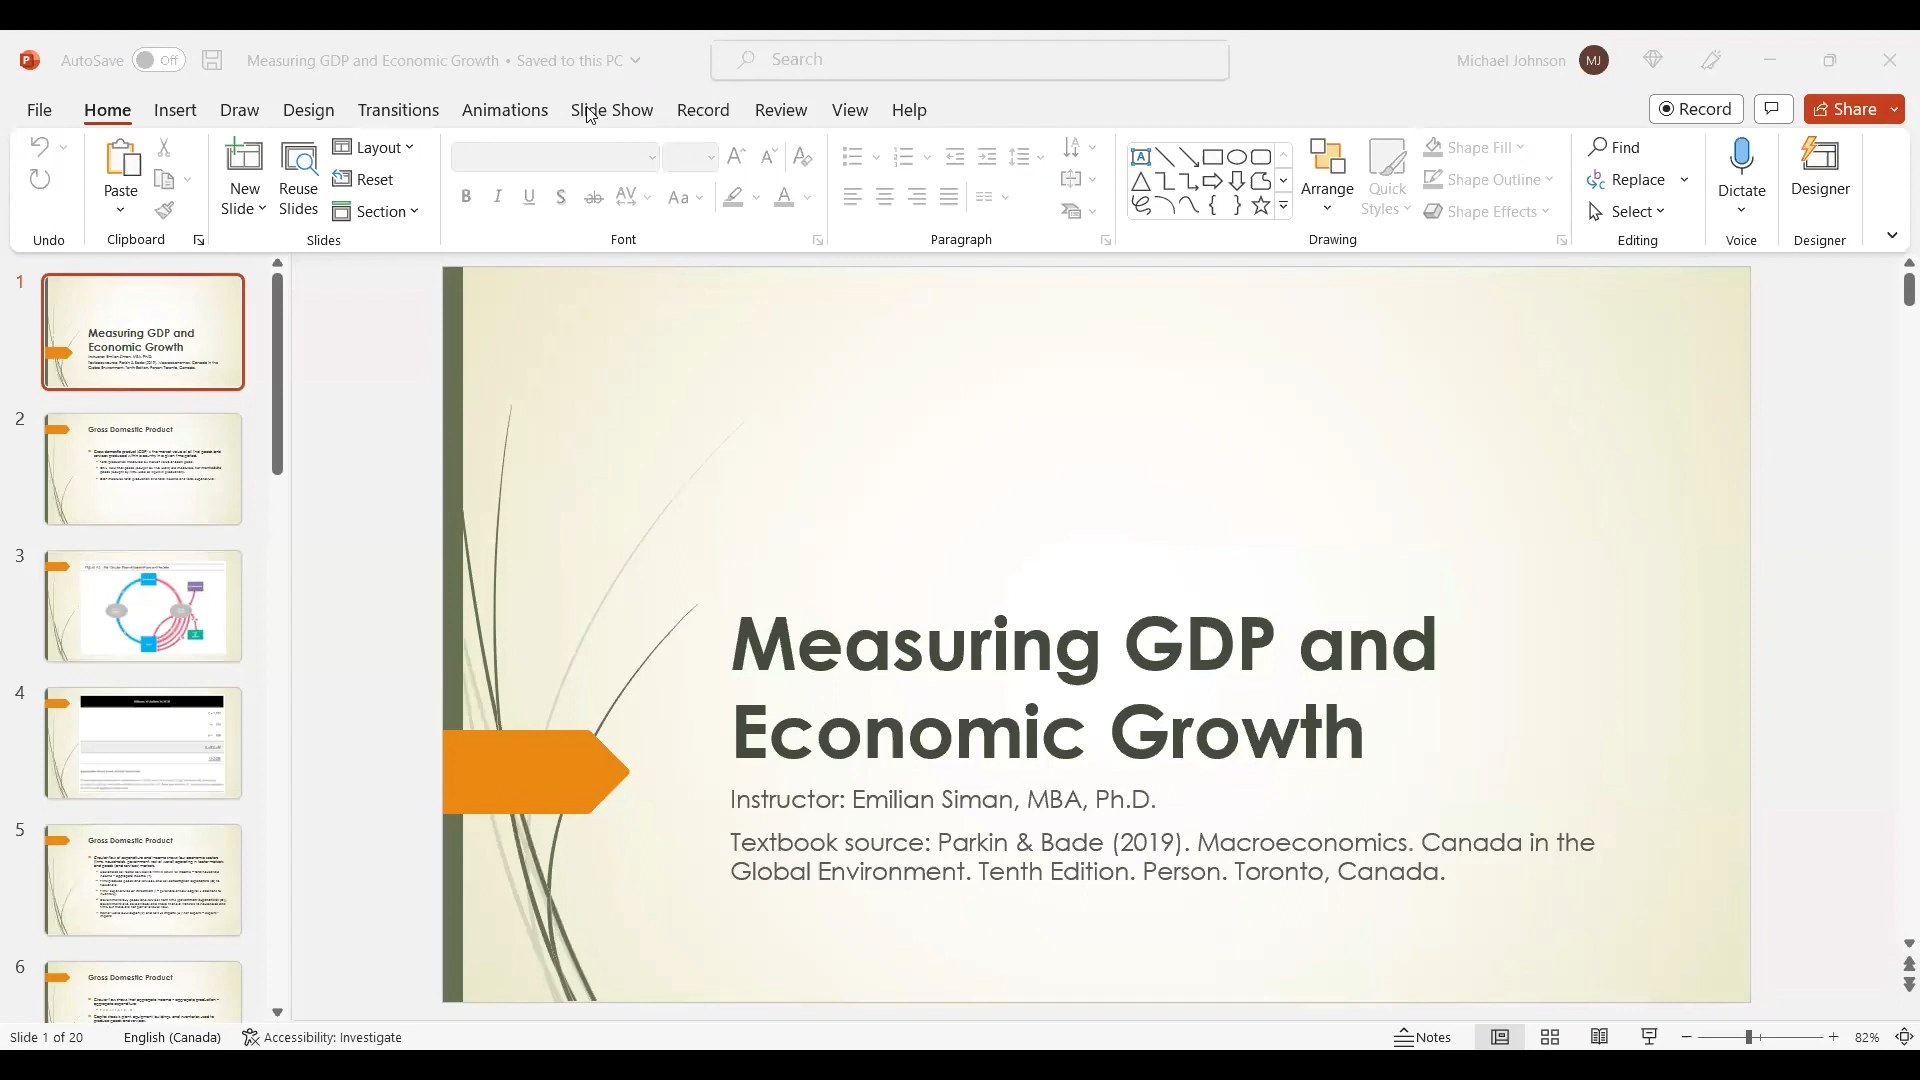 AutoSave Off Measuring GDP and Economic Growth • Saved to this PC Search Michael Johnson MJ
File Home Insert Draw Design Transitions Animations Slide Show Record Review View Help Record Share
Paste New Slide Reuse Slides Layout Reset Section
Shape Fill Shape Outline Shape Effects Arrange Quick Styles
Find Replace Select Dictate Designer
Undo Clipboard Slides Font Paragraph Drawing Editing Voice Designer
1
Measuring GDP and
Economic Growth
2
Gross Domestic Product
3
4
5
Gross Domestic Product
6
Gross Domestic Product
Measuring GDP and
Economic Growth
Instructor: Emilian Siman, MBA, Ph.D.
Textbook source: Parkin & Bade (2019). Macroeconomics. Canada in the
Global Environment. Tenth Edition. Person. Toronto, Canada.
Slide 1 of 20 English (Canada) Accessibility: Investigate Notes 82%